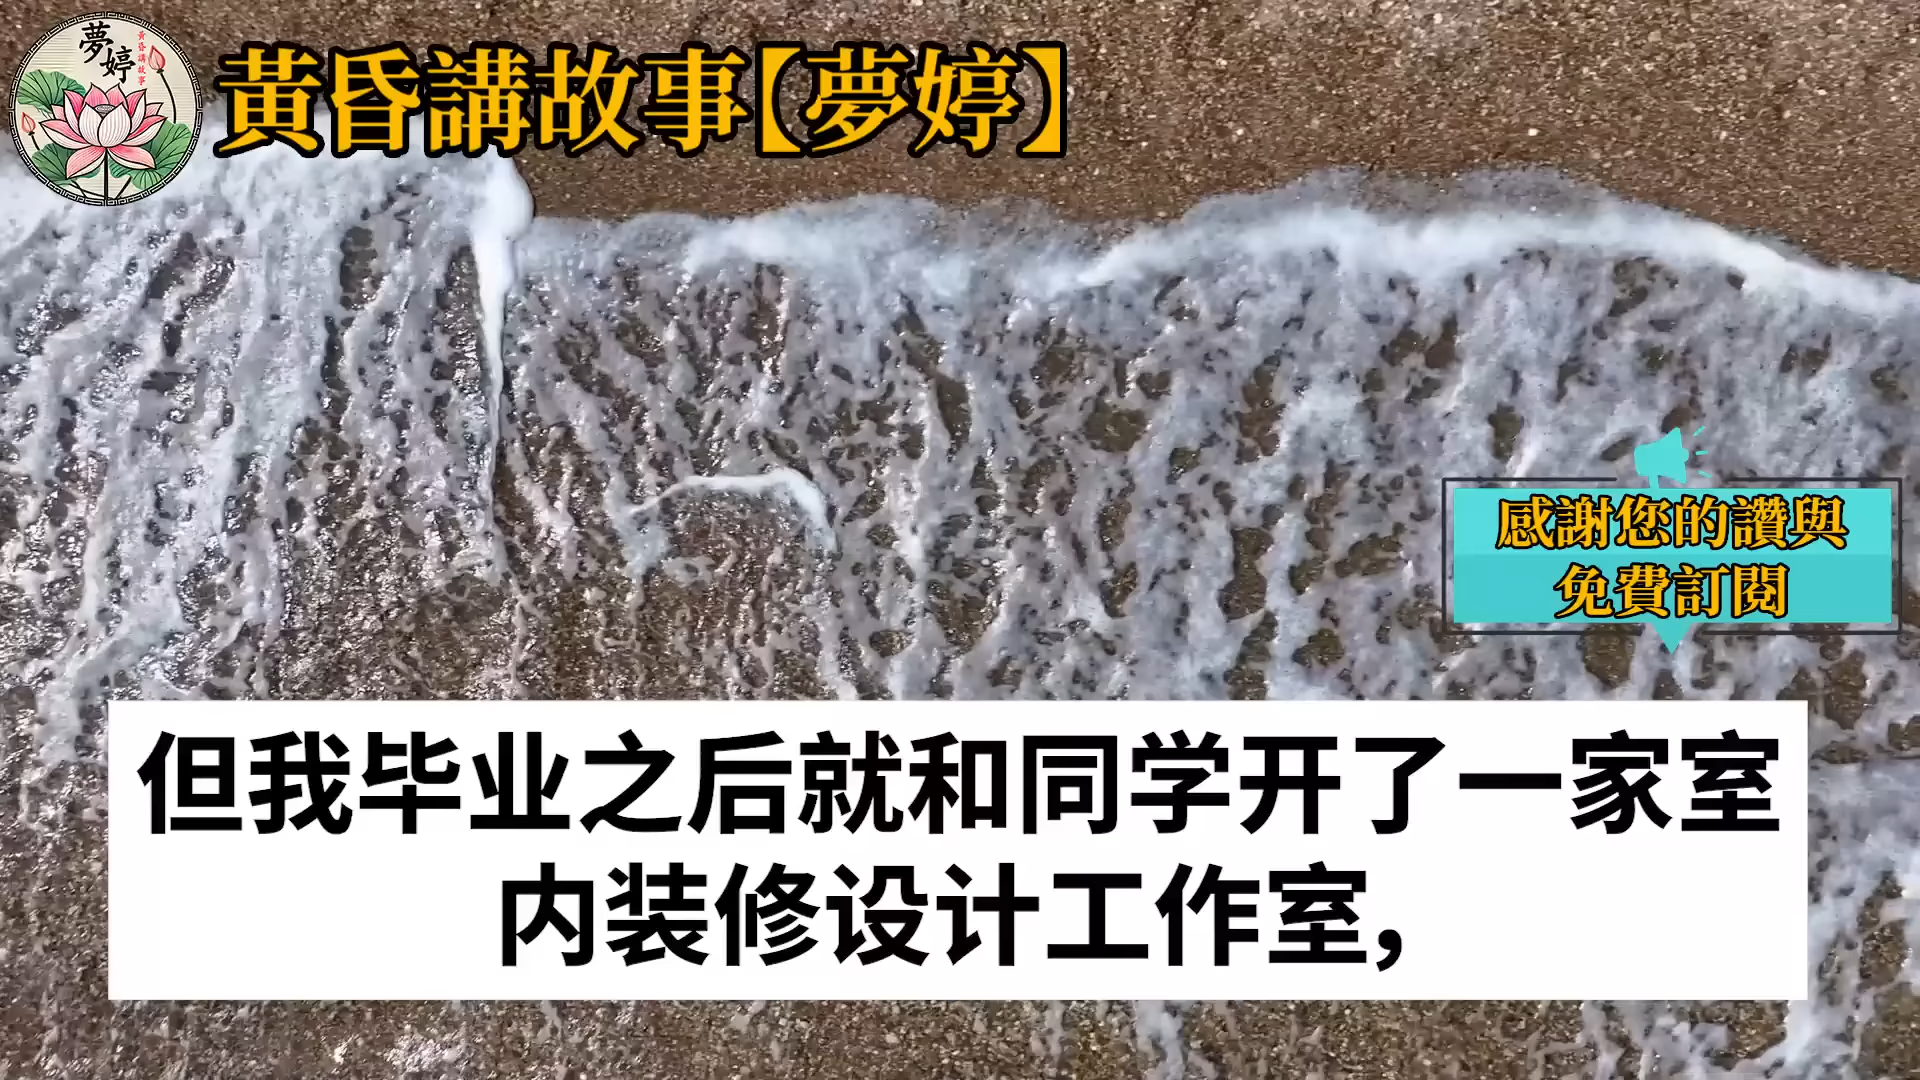 夢婷
黃昏講故事
黃昏講故事【夢婷】
感謝您的讚與
免費訂閱
但我毕业之后就和同学开了一家室
内装修设计工作室,